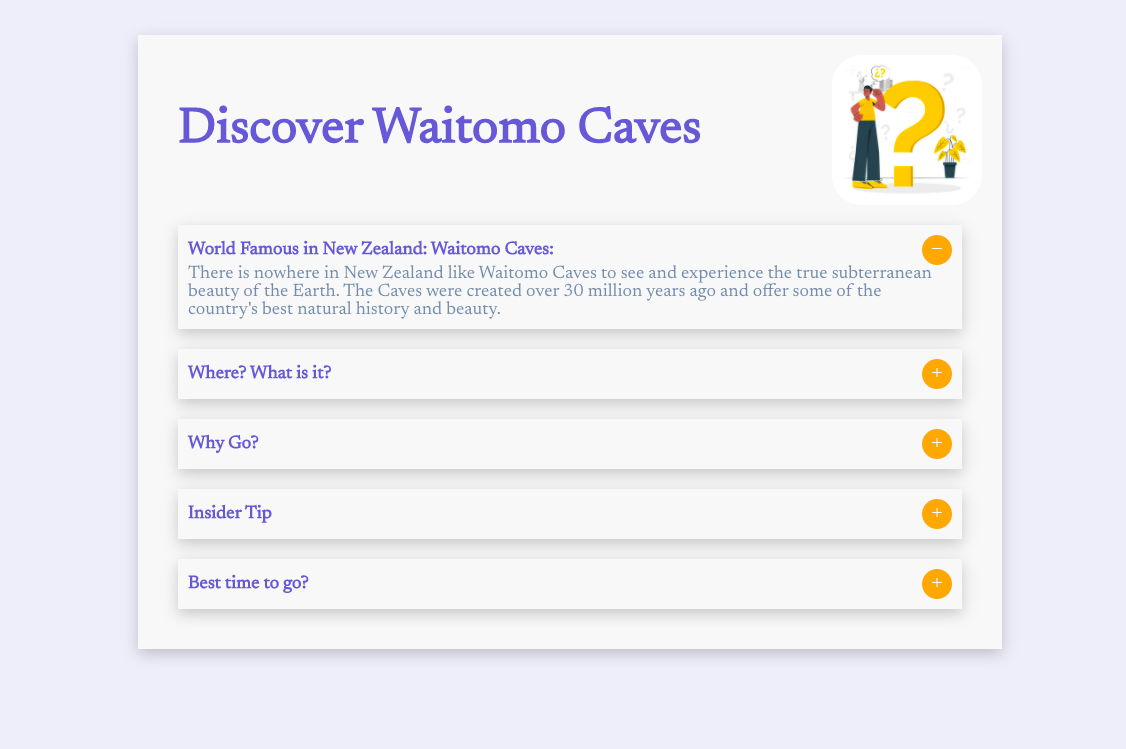 Discover Waitomo Caves
World Famous in New Zealand: Waitomo Caves:
There is nowhere in New Zealand like Waitomo Caves to see and experience the true subterranean
beauty of the Earth. The Caves were created over 30 million years ago and offer some of the
country's best natural history and beauty.
Where? What is it?
Why Go?
Insider Tip
Best time to go?